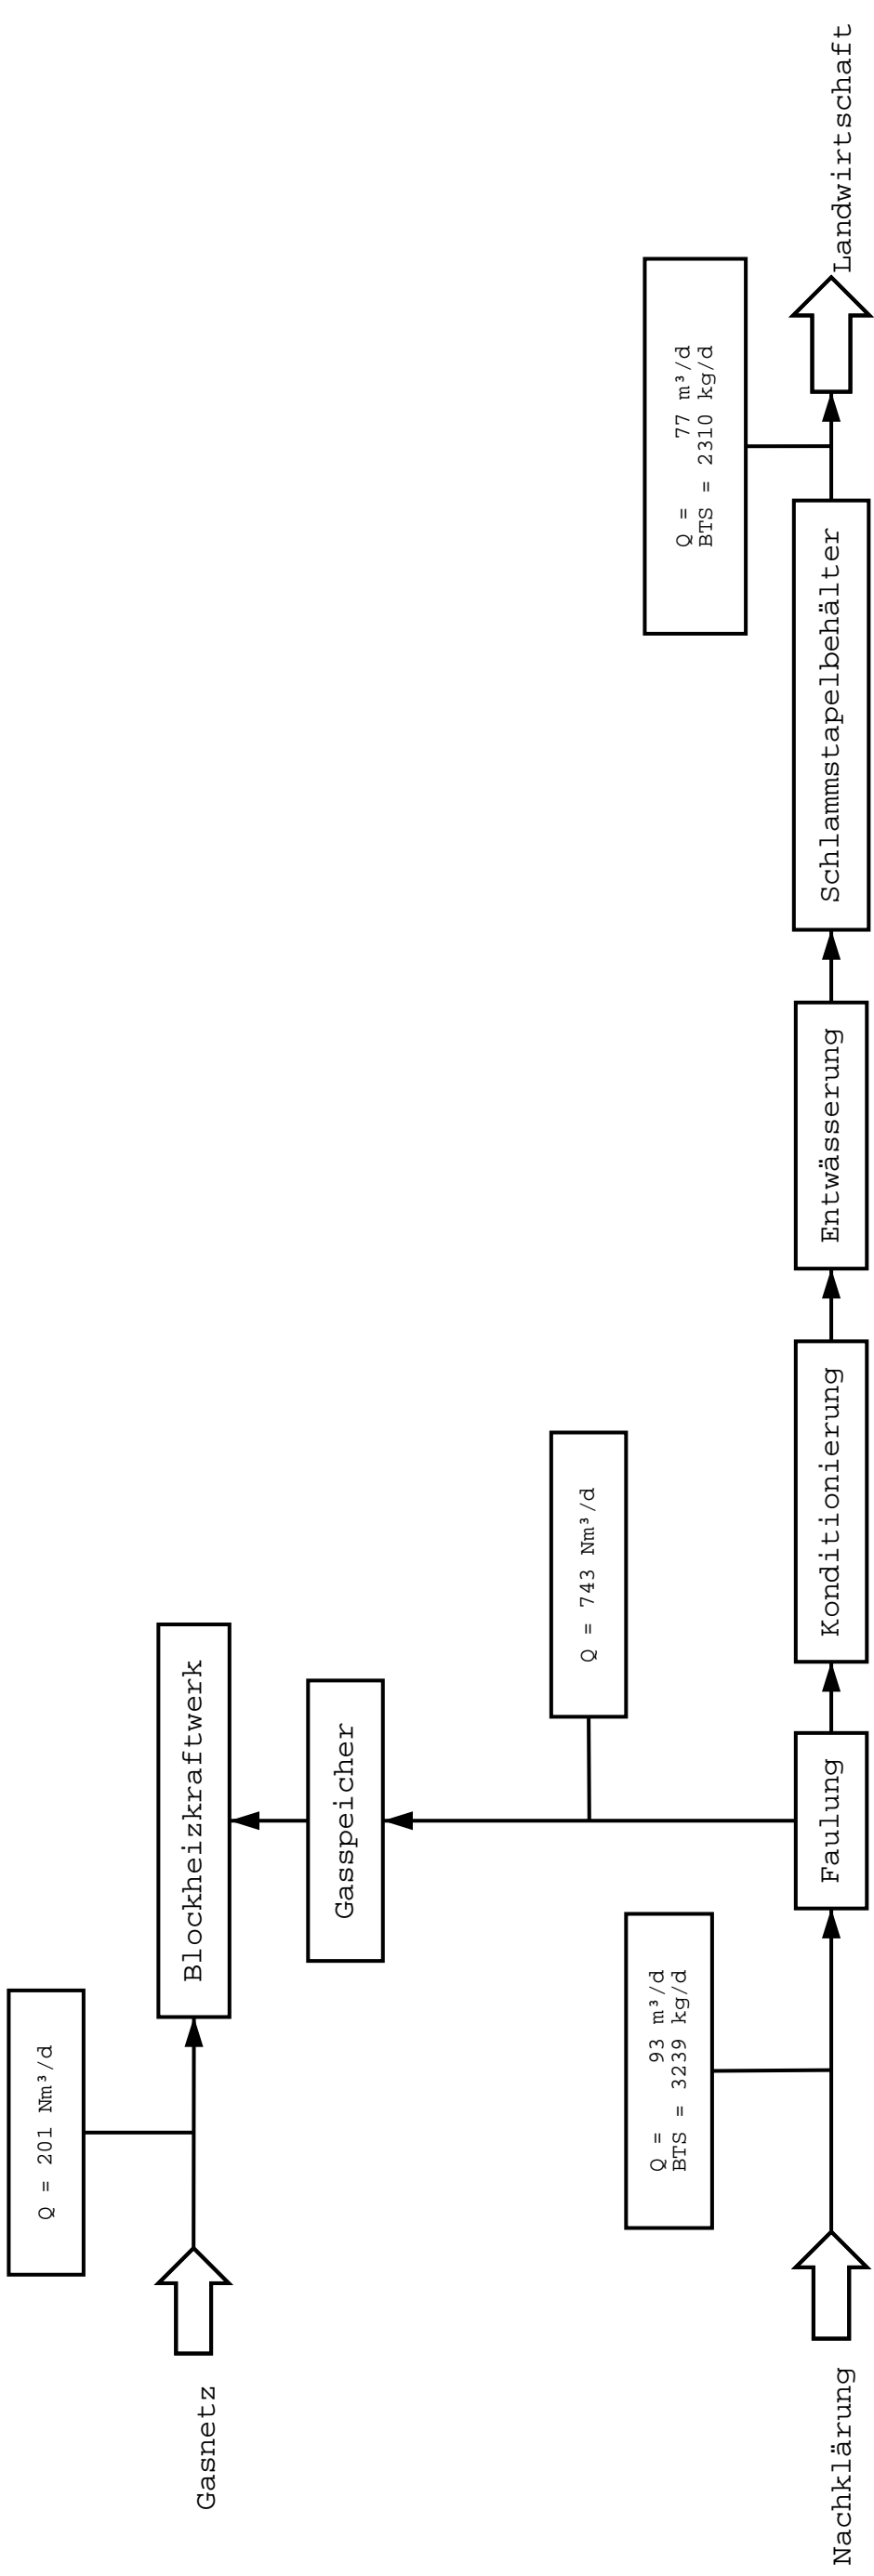 Q = 201 Nm³/d
Gasnetz
Blockheizkraftwerk
Gasspeicher
Q = 743 Nm³/d
Q =    93 m³/d
BTS = 3239 kg/d
Q =    77 m³/d
BTS = 2310 kg/d
Nachklärung
Faulung
Konditionierung
Entwässerung
Schlammstapelbehälter
Landwirtschaft